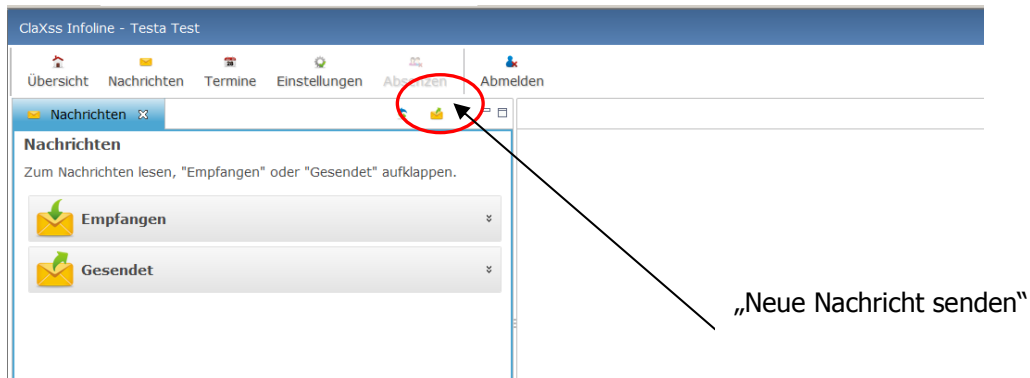 ClaXss Infoline - Testa Test
Übersicht Nachrichten Termine Einstellungen Absenzen Abmelden
Nachrichten
Nachrichten
Zum Nachrichten lesen, "Empfangen" oder "Gesendet" aufklappen.
Empfangen
Gesendet
„Neue Nachricht senden“